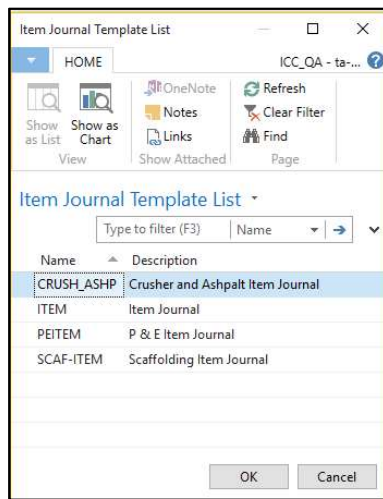 Item Journal Template List
HOME
ICC_QA - ta-...
Show as List
Show as Chart
View
OneNote
Notes
Links
Show Attached
Refresh
Clear Filter
Find
Page
Item Journal Template List
Type to filter (F3) Name
Name Description
CRUSH_ASHP Crusher and Ashpalt Item Journal
ITEM Item Journal
PEITEM P & E Item Journal
SCAF-ITEM Scaffolding Item Journal
OK Cancel